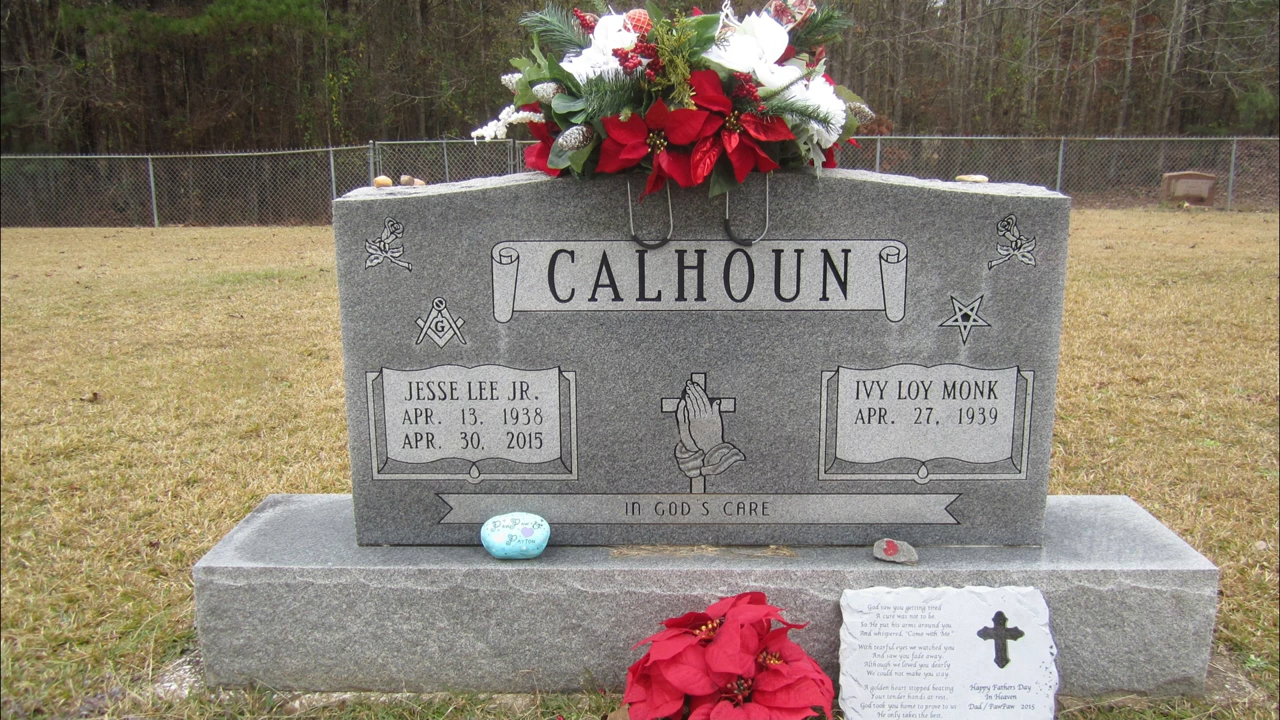 CALHOUN
G
JESSE LEE JR.
APR. 13. 1938
APR. 30. 2015
IVY LOY MONK
APR. 27, 1939
IN GOD S CARE
PawPaw &
Payton
God saw you getting tired
A cure was not to be.
So He put his arms around you
And whispered, "Come with Me."
With tearful eyes we watched you
And saw you fade away.
Although we loved you dearly
We could not make you stay.
A golden heart stopped beating
Your tender hands at rest.
God took you home to prove to us
He only takes the best.
Happy Fathers Day
In Heaven
Dad / PawPaw 2015